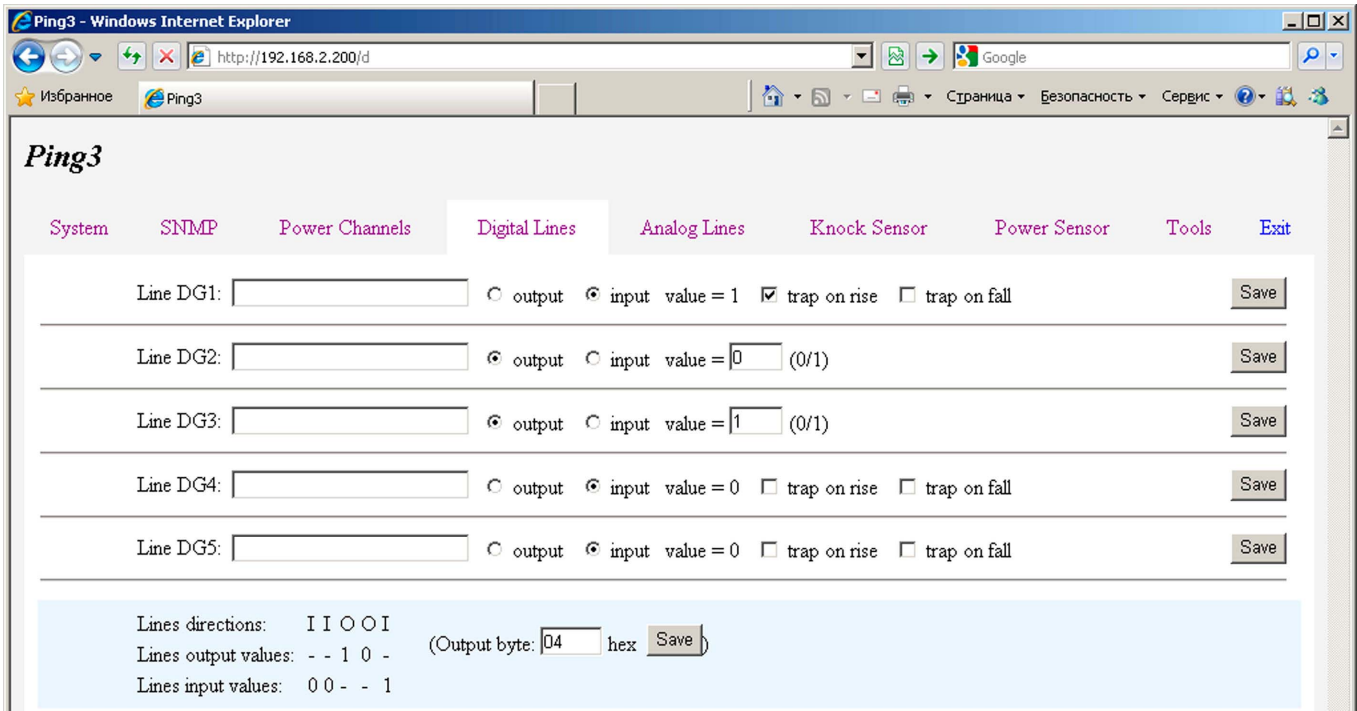 Ping3 - Windows Internet Explorer
http://192.168.2.200/d
Google
Избранное Ping3 Страница Безопасность Сервис
Ping3
System SNMP Power Channels Digital Lines Analog Lines Knock Sensor Power Sensor Tools Exit
Line DG1: output input value = 1 trap on rise trap on fall Save
Line DG2: output input value = 0 (0/1) Save
Line DG3: output input value = 1 (0/1) Save
Line DG4: output input value = 0 trap on rise trap on fall Save
Line DG5: output input value = 0 trap on rise trap on fall Save
Lines directions: I I O O I
(Output byte: 04 hex Save )
Lines output values: - - 1 0 -
Lines input values: 0 0 - - 1